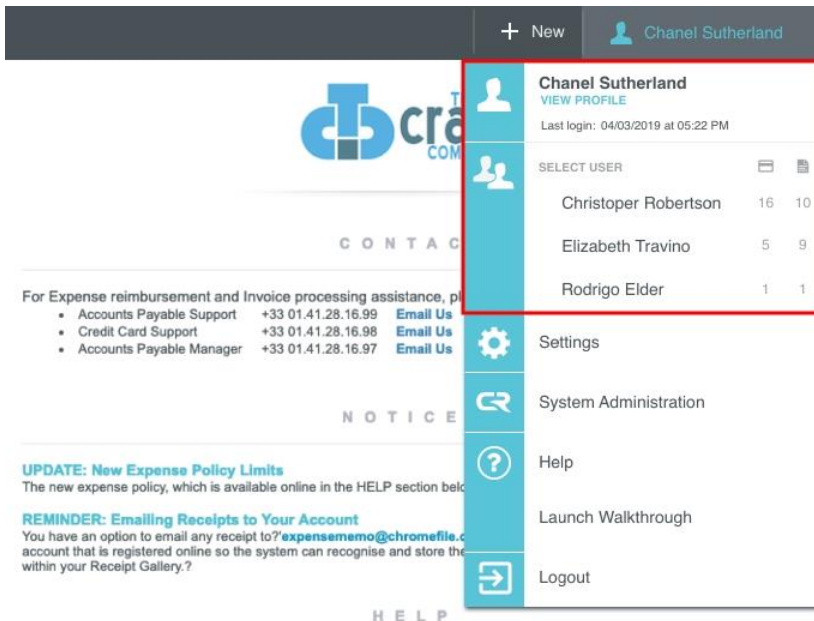 New
Chanel Sutherland
Chanel Sutherland
VIEW PROFILE
Last login: 04/03/2019 at 05:22 PM
SELECT USER
Christoper Robertson 16 10
Elizabeth Travino 5 9
Rodrigo Elder 1 1
Settings
CR
System Administration
Help
Launch Walkthrough
Logout
CONTAC
For Expense reimbursement and Invoice processing assistance,
Accounts Payable Support +33 01.41.28.16.99 Email Us
Credit Card Support +33 01.41.28.16.98 Email Us
Accounts Payable Manager +33 01.41.28.16.97 Email Us
NOTICE
UPDATE: New Expense Policy Limits
The new expense policy, which is available online in the HELP section
REMINDER: Emailing Receipts to Your Account
You have an option to email any receipt to?'expensememo@chromefile.
account that is registered online so the system can recognise and store
within your Receipt Gallery.?
HELP